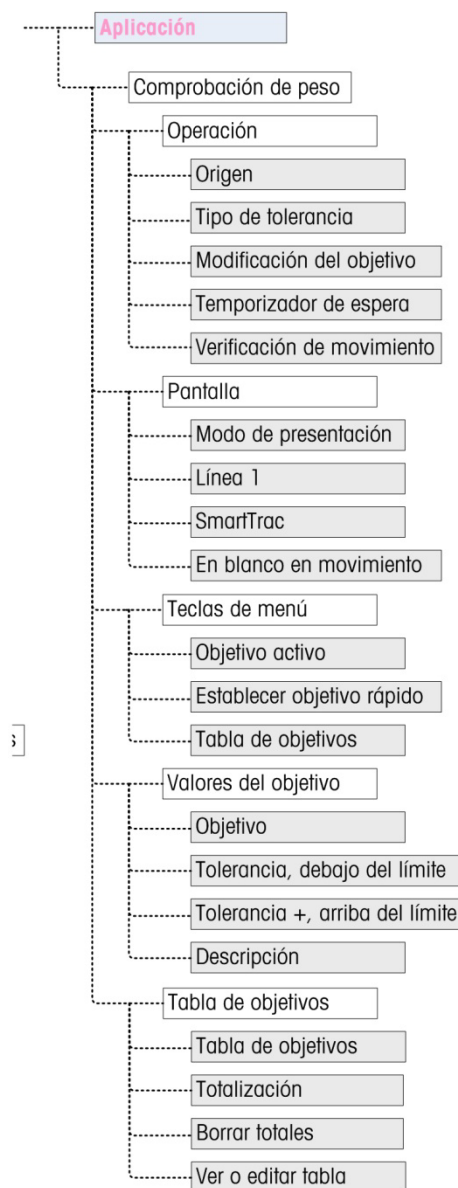 Aplicación
Comprobación de peso
Operación
Origen
Tipo de tolerancia
Modificación del objetivo
Temporizador de espera
Verificación de movimiento
Pantalla
Modo de presentación
Línea 1
SmartTrac
En blanco en movimiento
Teclas de menú
Objetivo activo
Establecer objetivo rápido
Tabla de objetivos
Valores del objetivo
Objetivo
Tolerancia, debajo del límite
Tolerancia +, arriba del límite
Descripción
Tabla de objetivos
Tabla de objetivos
Totalización
Borrar totales
Ver o editar tabla